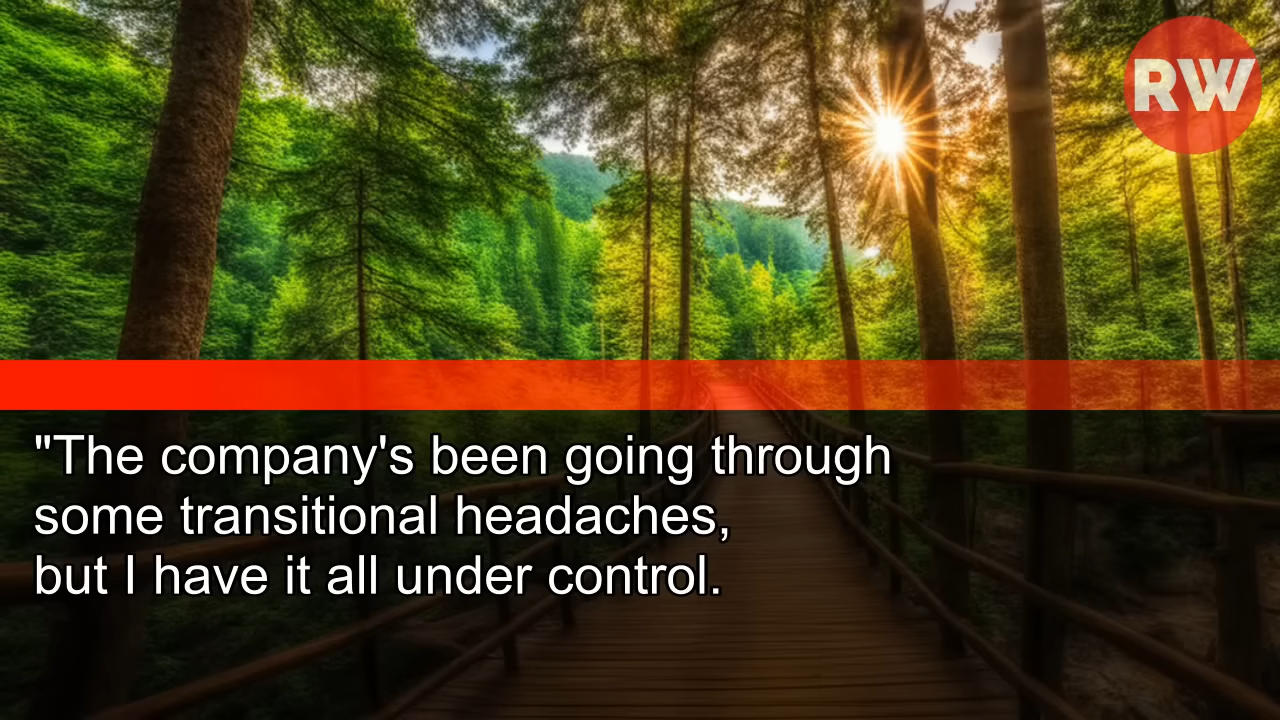 RW
"The company's been going through
some transitional headaches,
but I have it all under control.